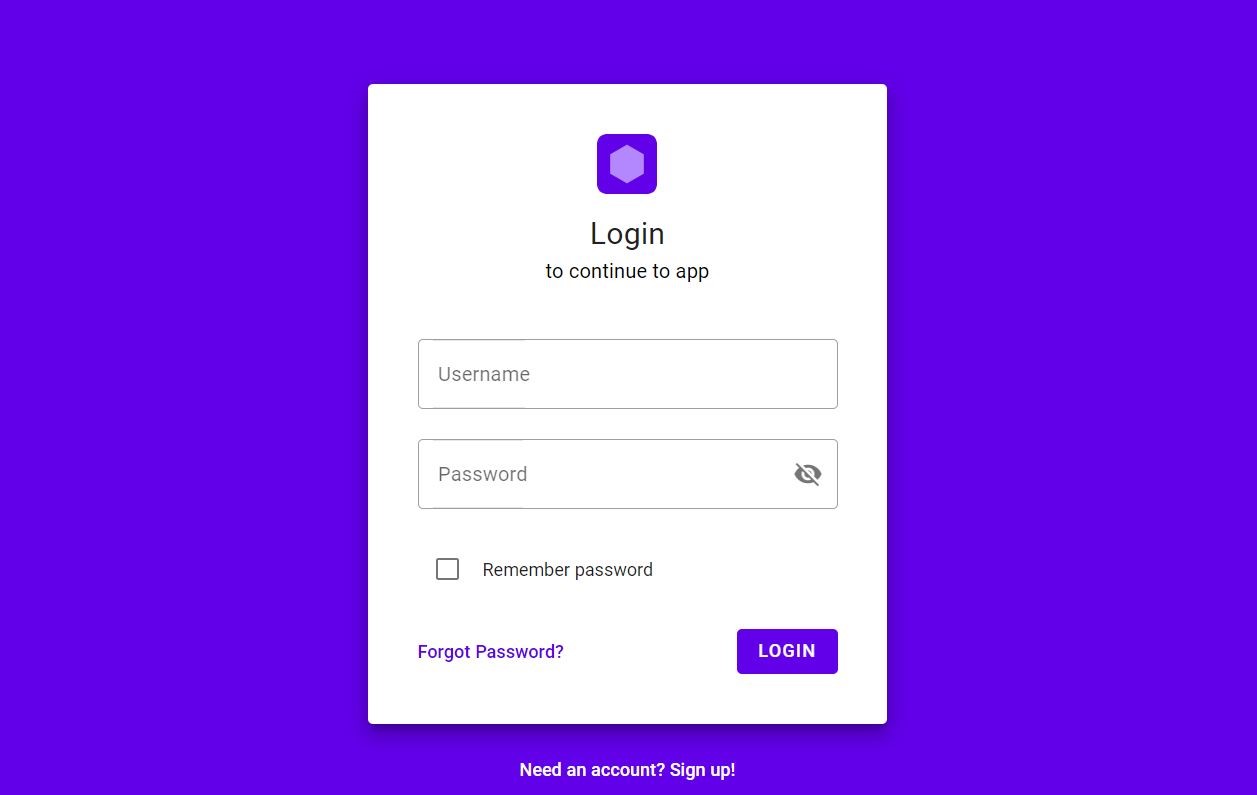 Login
to continue to app
Username
Password
Remember password
Forgot Password?
LOGIN
Need an account? Sign up!